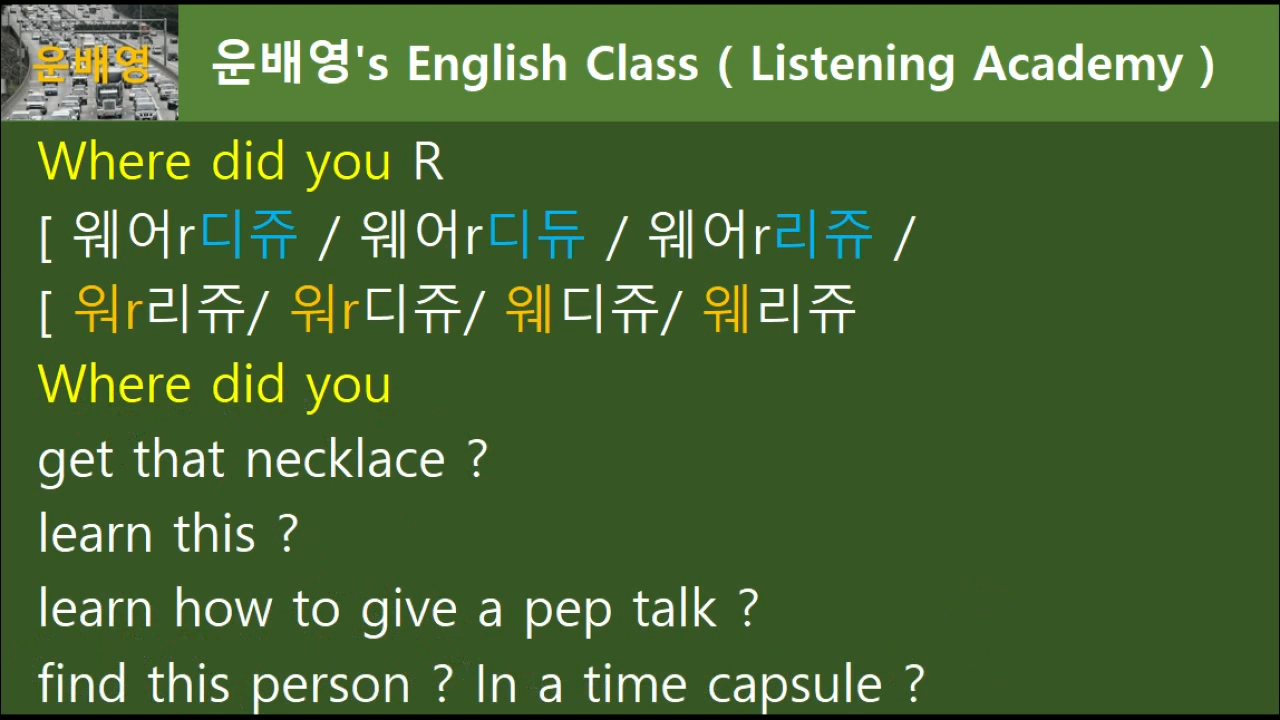 운배영
운배영's English Class ( Listening Academy )
Where did you R
[ 웨어r디쥬 / 웨어r디듀 / 웨어r리쥬 /
[ 워r리쥬/ 워r디쥬/ 웨디쥬/ 웨리쥬
Where did you
get that necklace ?
learn this ?
learn how to give a pep talk ?
find this person ? In a time capsule ?